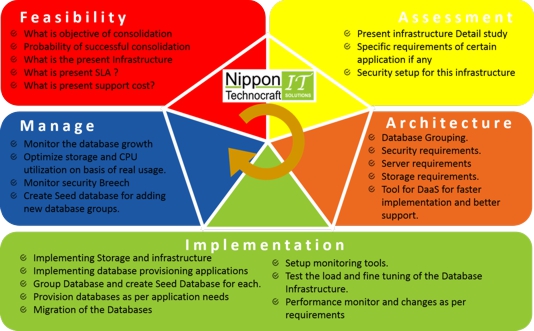 Feasibility
What is objective of consolidation
Probability of successful consolidation
What is the present infrastructure
What is present SLA ?
What is present support cost?
Assessment
Present infrastructure Detail study
Specific requirements of certain
application if any
Security setup for this infrastructure
Nippon
Technocraft
IT
SOLUTIONS
Manage
Monitor the database growth
Optimize storage and CPU
utilization on basis of real usage.
Monitor security Breech
Create Seed database for adding
new database groups.
Architecture
Database Grouping.
Security requirements.
Server requirements
Storage requirements.
Tool for DaaS for faster
implementation and better
support.
Implementation
Implementing Storage and infrastructure
Implementing database provisioning applications
Group Database and create Seed Database for each.
Provision databases as per application needs
Migration of the Databases
Setup monitoring tools.
Test the load and fine tuning of the Database
Infrastructure.
Performance monitor and changes as per
requirements